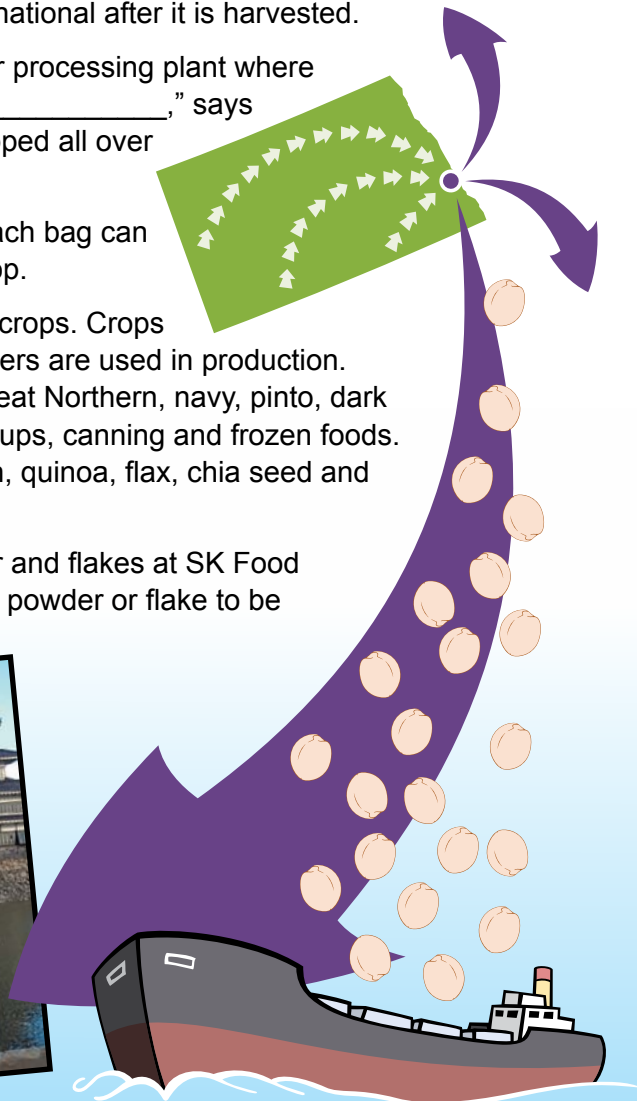 national after it is harvested.
r processing plant where
____________,” says
pped all over
ach bag can
op.
crops. Crops
ers are used in production.
eat Northern, navy, pinto, dark
ups, canning and frozen foods.
n, quinoa, flax, chia seed and
r and flakes at SK Food
powder or flake to be